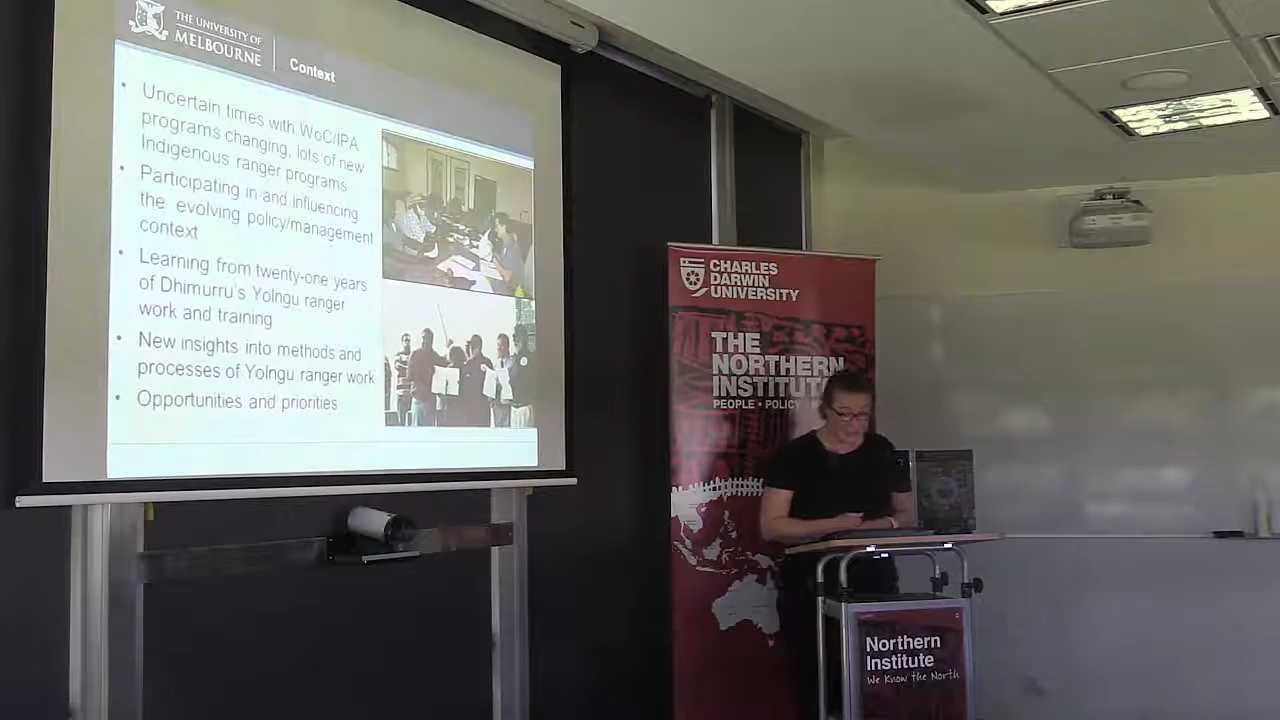 THE UNIVERSITY OF
MELBOURNE
Context
• Uncertain times with WoC/IPA
programs changing, lots of new
Indigenous ranger programs
• Participating in and influencing
the evolving policy/management
context
• Learning from twenty-one years
of Dhimurru's Yolngu ranger
work and training
• New insights into methods and
processes of Yolngu ranger work
• Opportunities and priorities
CHARLES
DARWIN
UNIVERSITY
THE
NORTHERN
INSTITUT
PEOPLE • POLICY
Northern
Institute
We Know the North